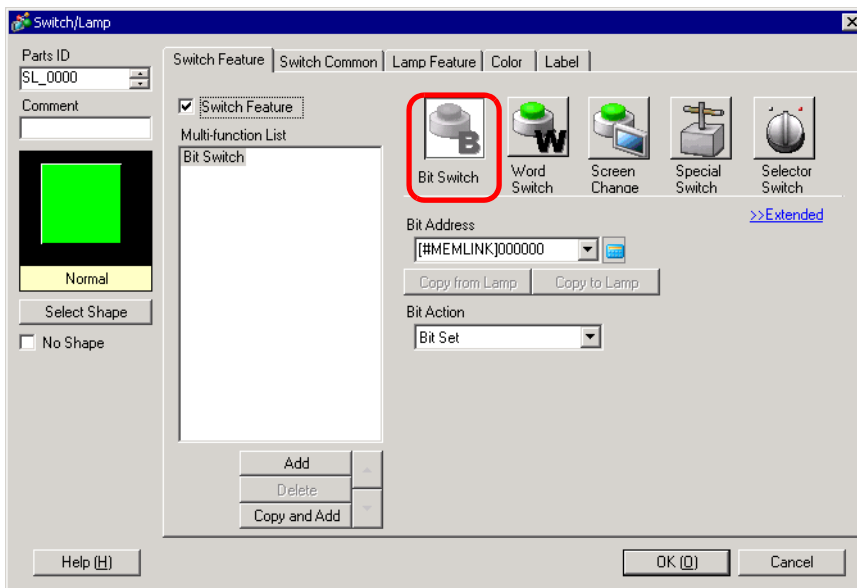 Switch/Lamp
Parts ID
SL_0000
Comment
Normal
Select Shape
No Shape
Switch Feature Switch Common Lamp Feature Color Label
Switch Feature
Multi-function List
Bit Switch
Add
Delete
Copy and Add
B
W
Bit Switch
Word Switch
Screen Change
Special Switch
Selector Switch
>>Extended
Bit Address
[#MEMLINK]000000
Copy from Lamp Copy to Lamp
Bit Action
Bit Set
Help (H)
OK (O)
Cancel